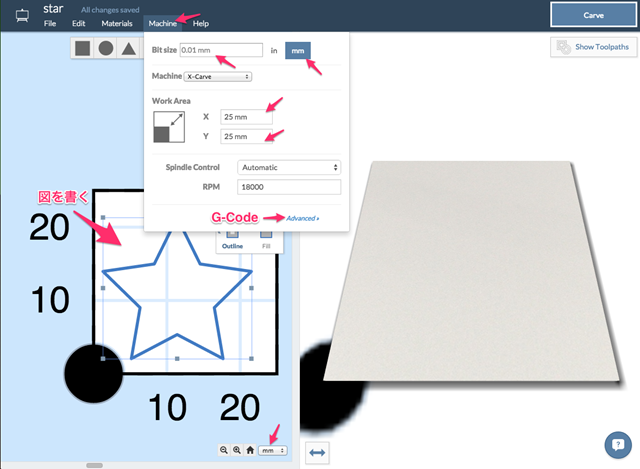 star All changes saved
File Edit Materials Machine Help
Carve
Bit size 0.01 mm in mm
Show Toolpaths
Machine X-Carve
Work Area
X 25 mm
Y 25 mm
Spindle Control Automatic
RPM 18000
G-Code Advanced
Outline Fill
図を書く
20
10
10 20
mm
?